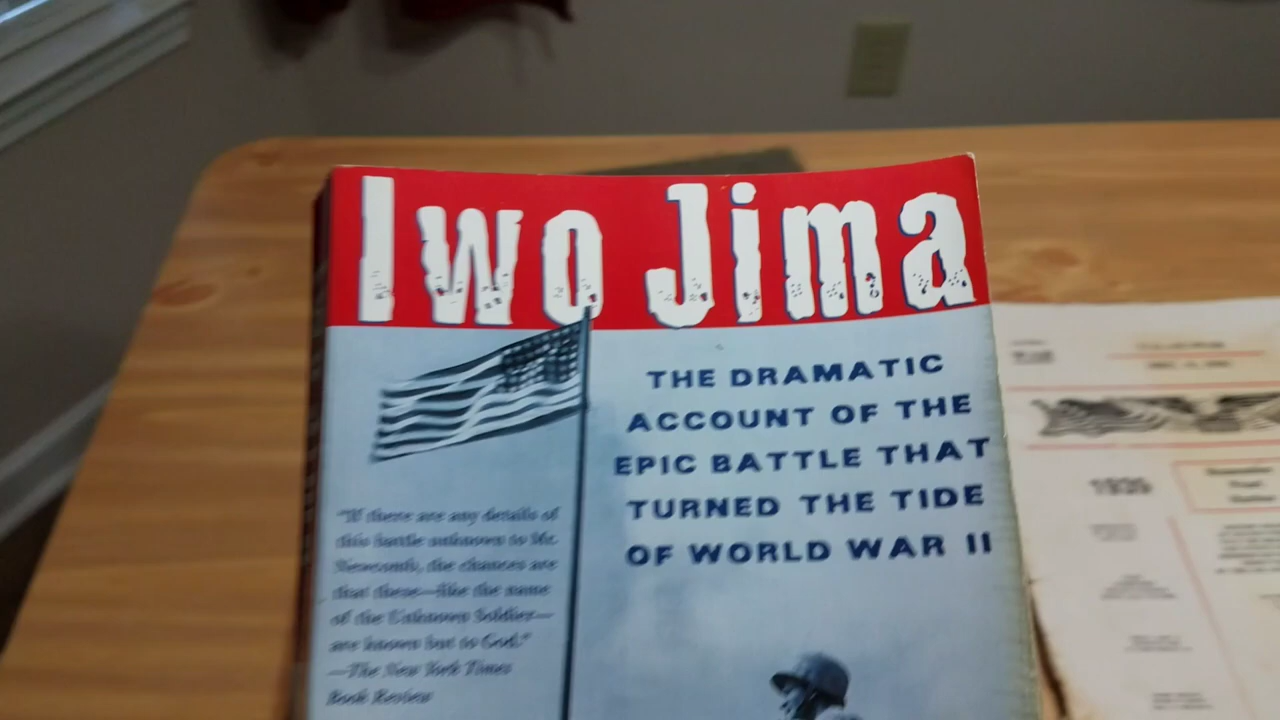 Iwo Jima
THE DRAMATIC
ACCOUNT OF THE
EPIC BATTLE THAT
TURNED THE TIDE
OF WORLD WAR II
"If there are any details of
this battle unknown to Mr.
Newcomb, the chances are
that these—like the name
of the Unknown Soldier—
are known but to God."
—The New York Times
Book Review
1935